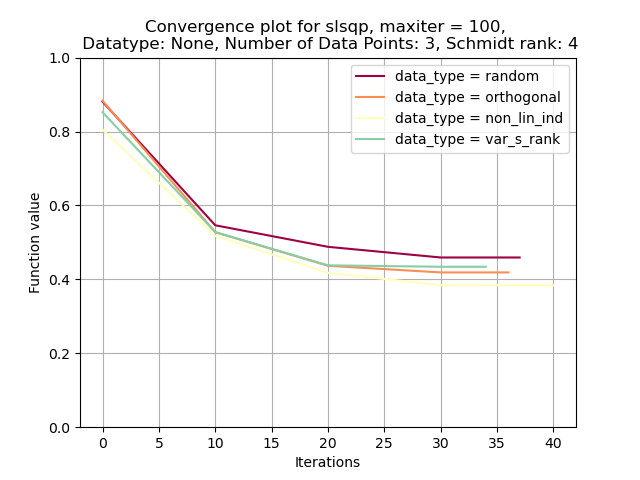 Convergence plot for slsqp, maxiter = 100,
Datatype: None, Number of Data Points: 3, Schmidt rank: 4
1.0
0.8
0.6
0.4
0.2
0.0
Function value
data_type = random
data_type = orthogonal
data_type = non_lin_ind
data_type = var_s_rank
0 5 10 15 20 25 30 35 40
Iterations